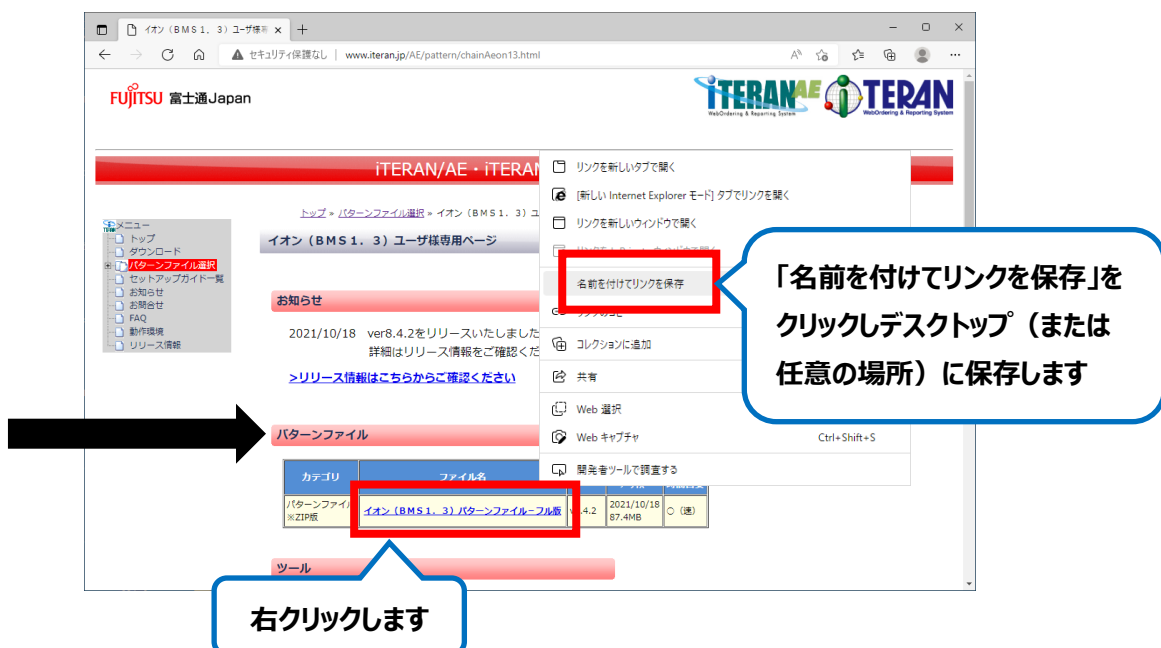 イオン（BMS１．３）ユーザ様専
セキュリティ保護なし | www.iteran.jp/AE/pattern/chainAeon13.html
FUJITSU 富士通Japan
iTERANAE iTERAN
WebOrdering & Reporting System
WebOrdering & Reporting System
iTERAN/AE・iTERAN
トップ » パターンファイル選択 » イオン（BMS１．３）ユ
メニュー
トップ
ダウンロード
パターンファイル選択
セットアップガイド一覧
お知らせ
お問合せ
FAQ
動作環境
リリース情報
イオン（BMS１．３）ユーザ様専用ページ
お知らせ
2021/10/18 ver8.4.2をリリースいたしました
詳細はリリース情報をご確認くだ
>リリース情報はこちらからご確認ください
パターンファイル
カテゴリ ファイル名
パターンファイル
※ZIP版
イオン（BMS１．３）パターンファイルーフル版
.4.2
2021/10/18
87.4MB
○（速）
ツール
リンクを新しいタブで開く
[新しい Internet Explorer モード] タブでリンクを開く
リンクを新しいウィンドウで開く
名前を付けてリンクを保存
コレクションに追加
共有
Web 選択
Web キャプチャ Ctrl+Shift+S
開発者ツールで調査する
「名前を付けてリンクを保存」を
クリックしデスクトップ（または
任意の場所）に保存します
右クリックします